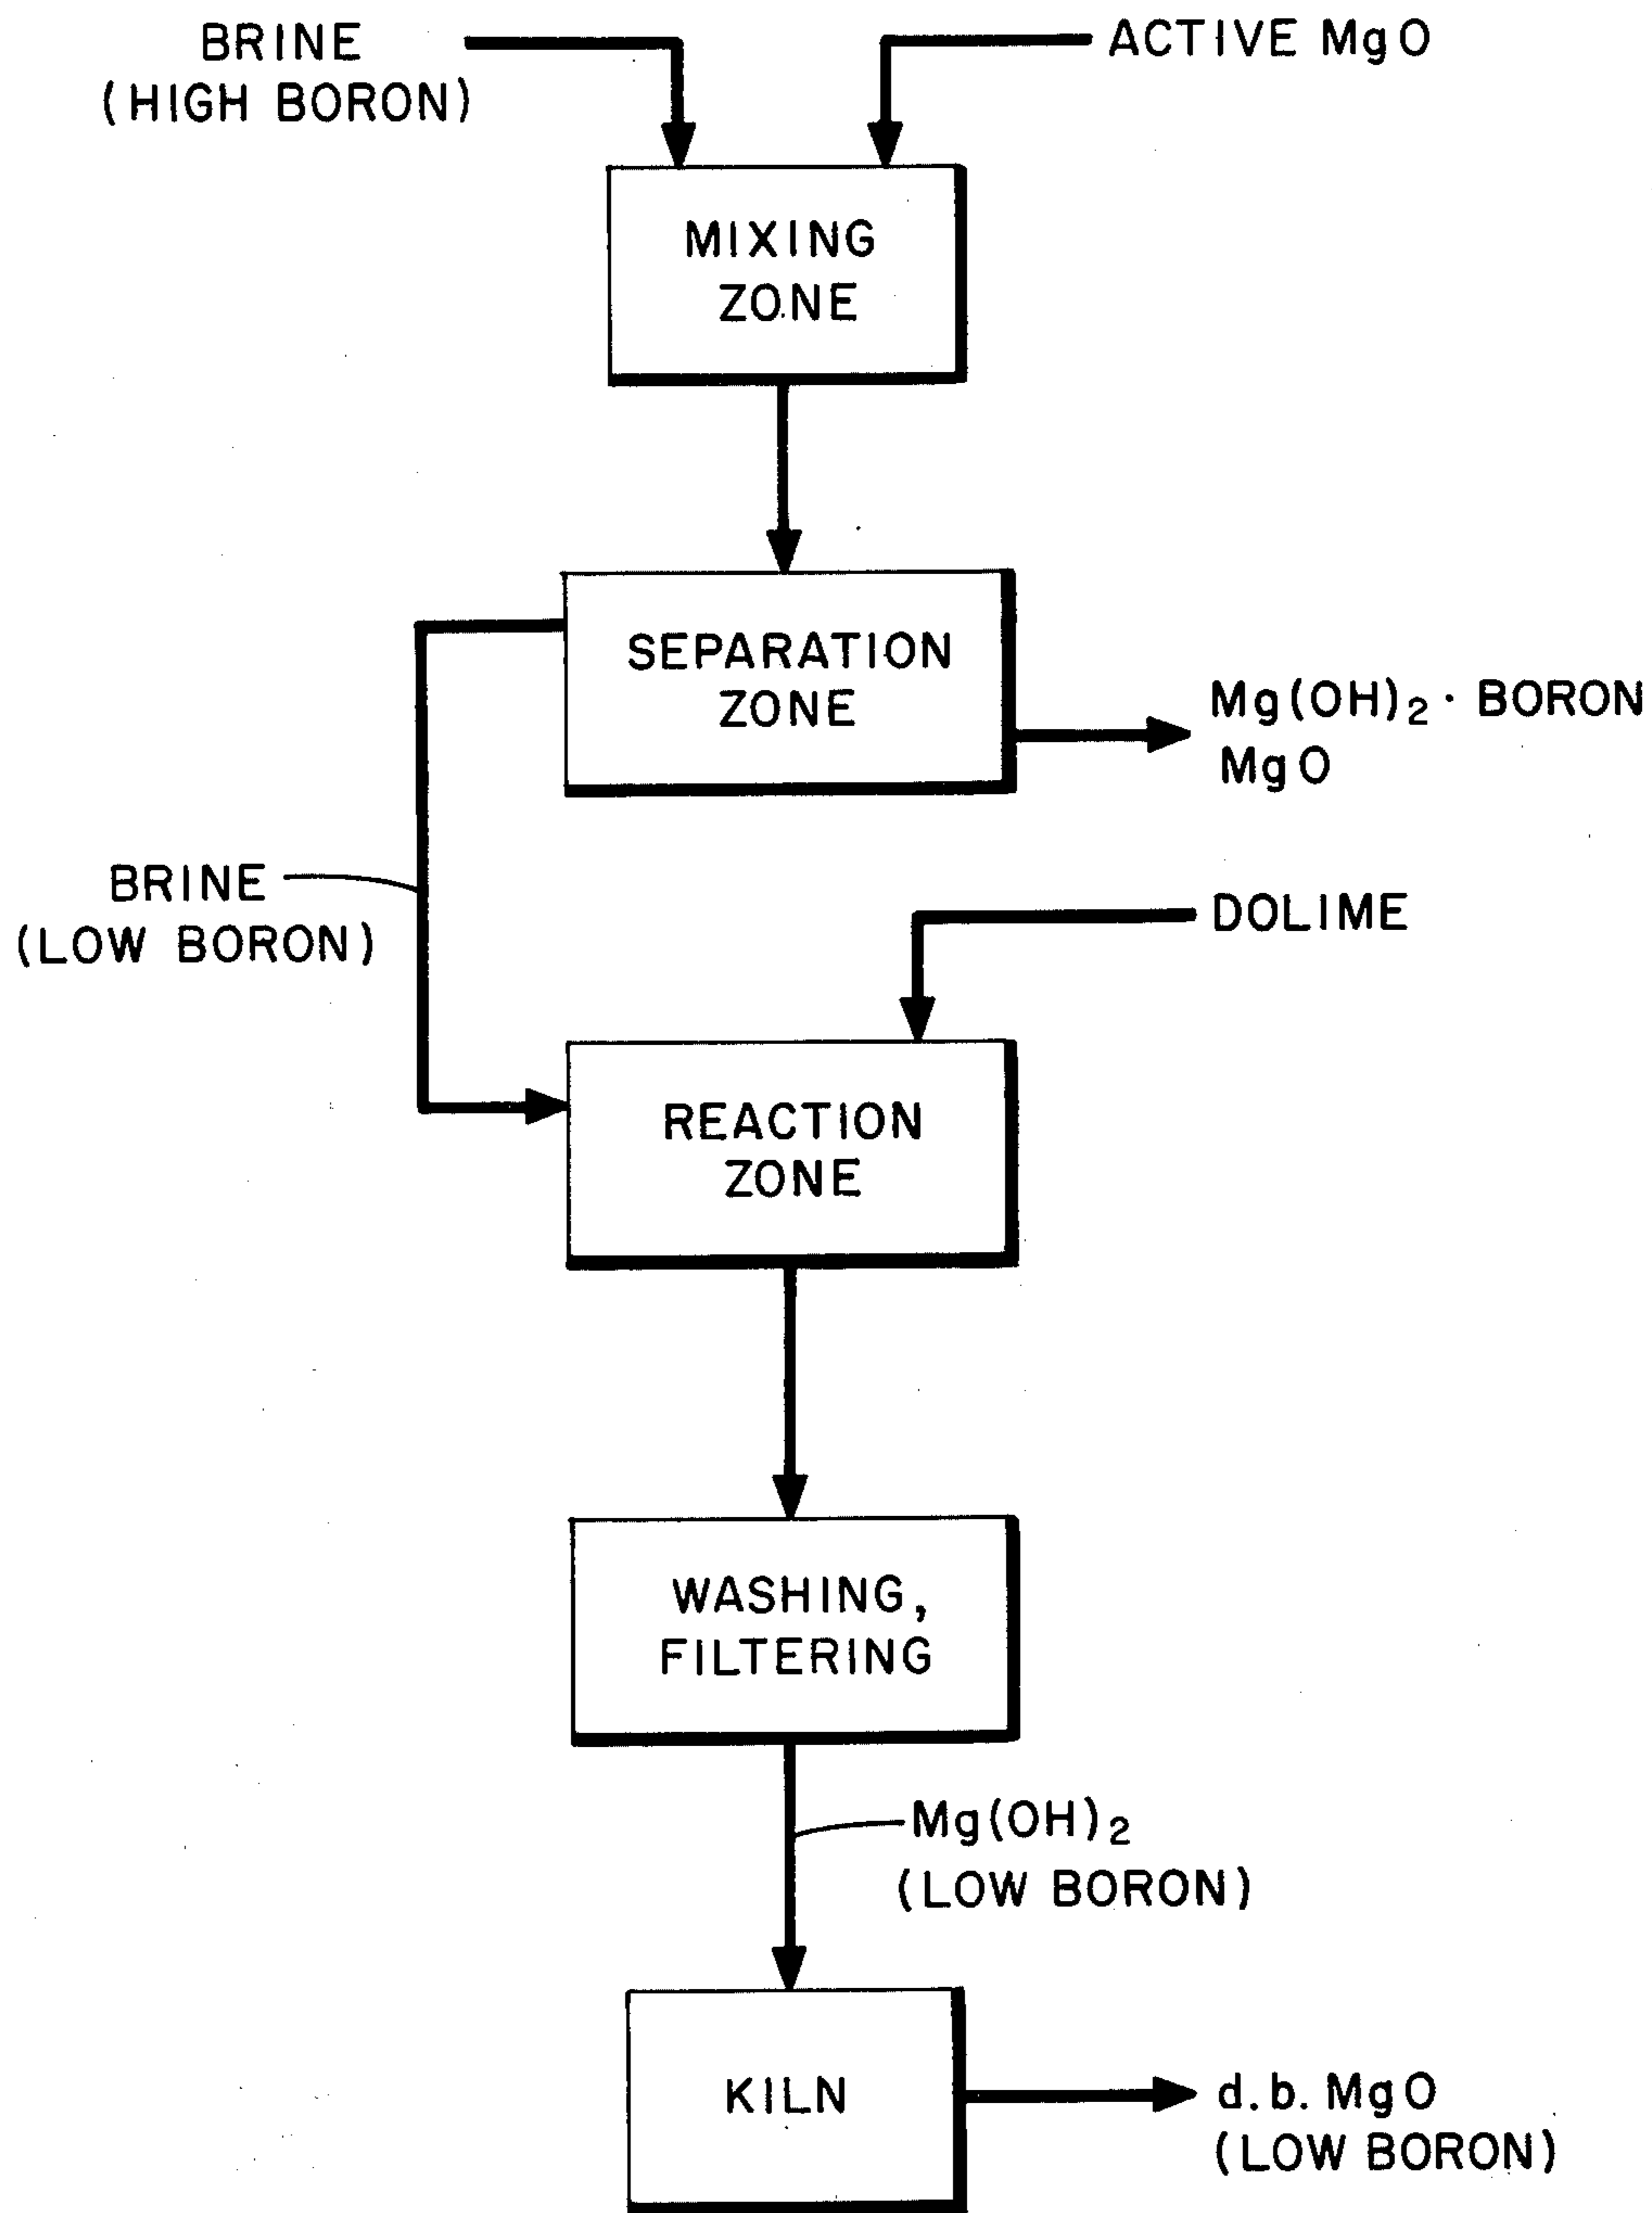 BRINE
(HIGH BORON)
ACTIVE MgO
MIXING
ZONE
SEPARATION
ZONE
Mg(OH)₂ · BORON
MgO
BRINE
(LOW BORON)
DOLIME
REACTION
ZONE
WASHING,
FILTERING
Mg(OH)₂
(LOW BORON)
KILN
d.b. MgO
(LOW BORON)